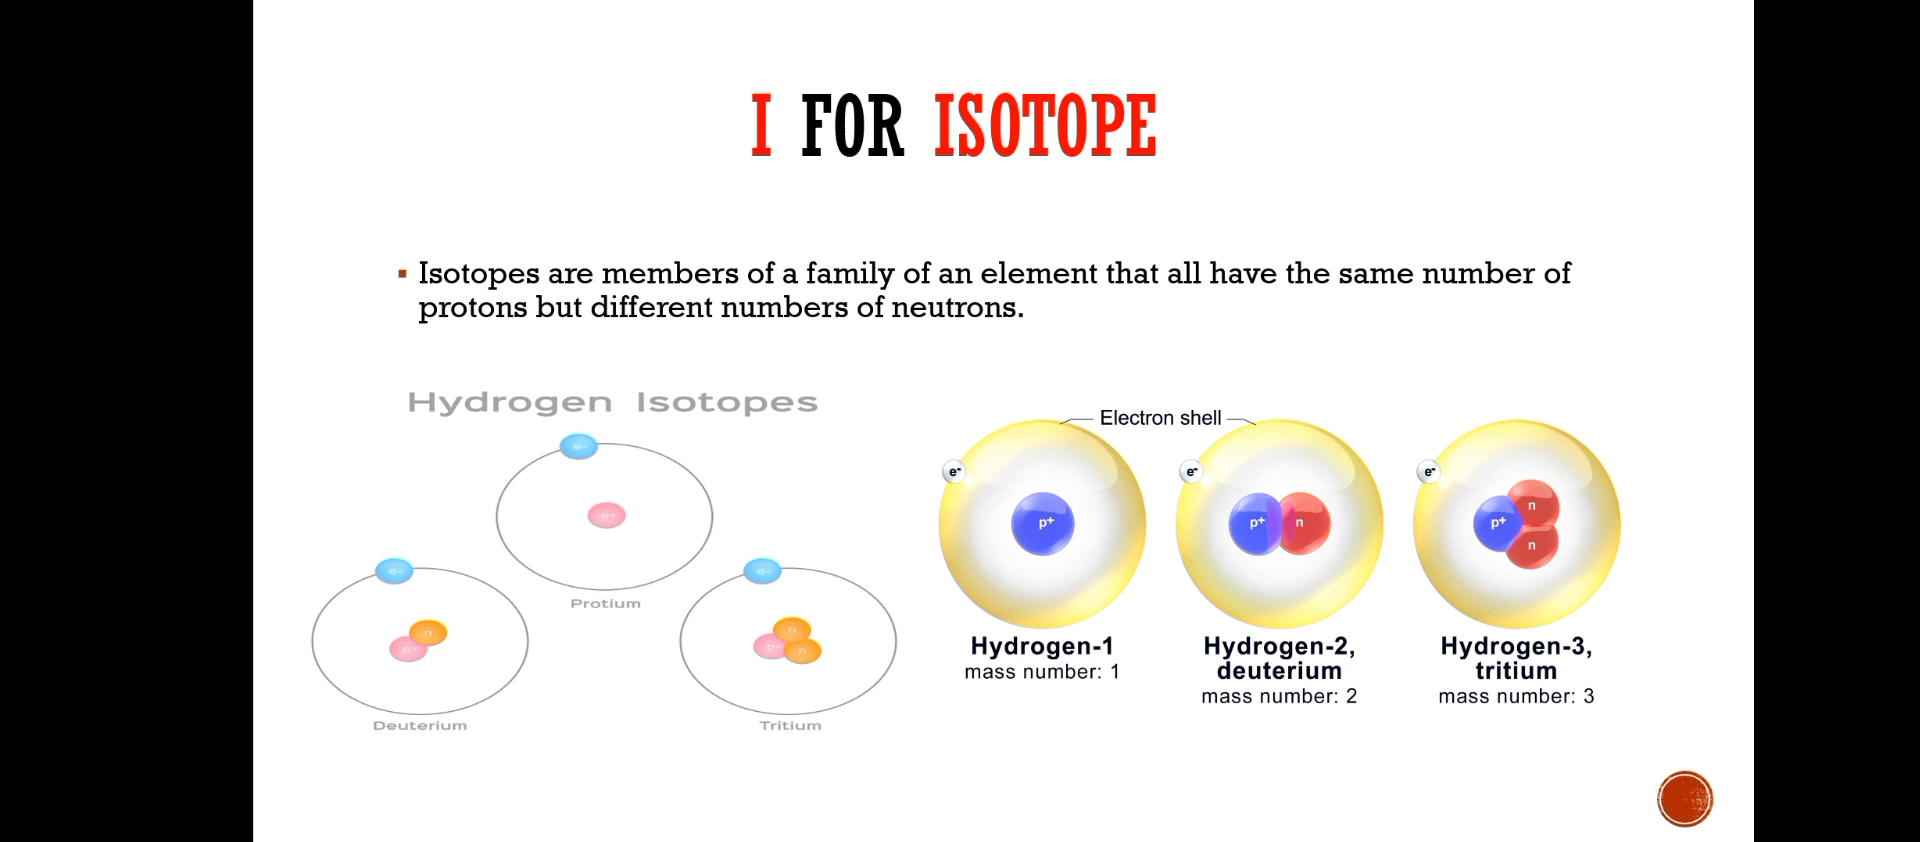 I FOR ISOTOPE
Isotopes are members of a family of an element that all have the same number of
protons but different numbers of neutrons.
Hydrogen Isotopes
e-
p+
Protium
e-
n
p+
Deuterium
e-
n
p+
n
Tritium
Electron shell
e-
p+
Hydrogen-1
mass number: 1
e-
p+ n
Hydrogen-2,
deuterium
mass number: 2
e-
n
p+
n
Hydrogen-3,
tritium
mass number: 3